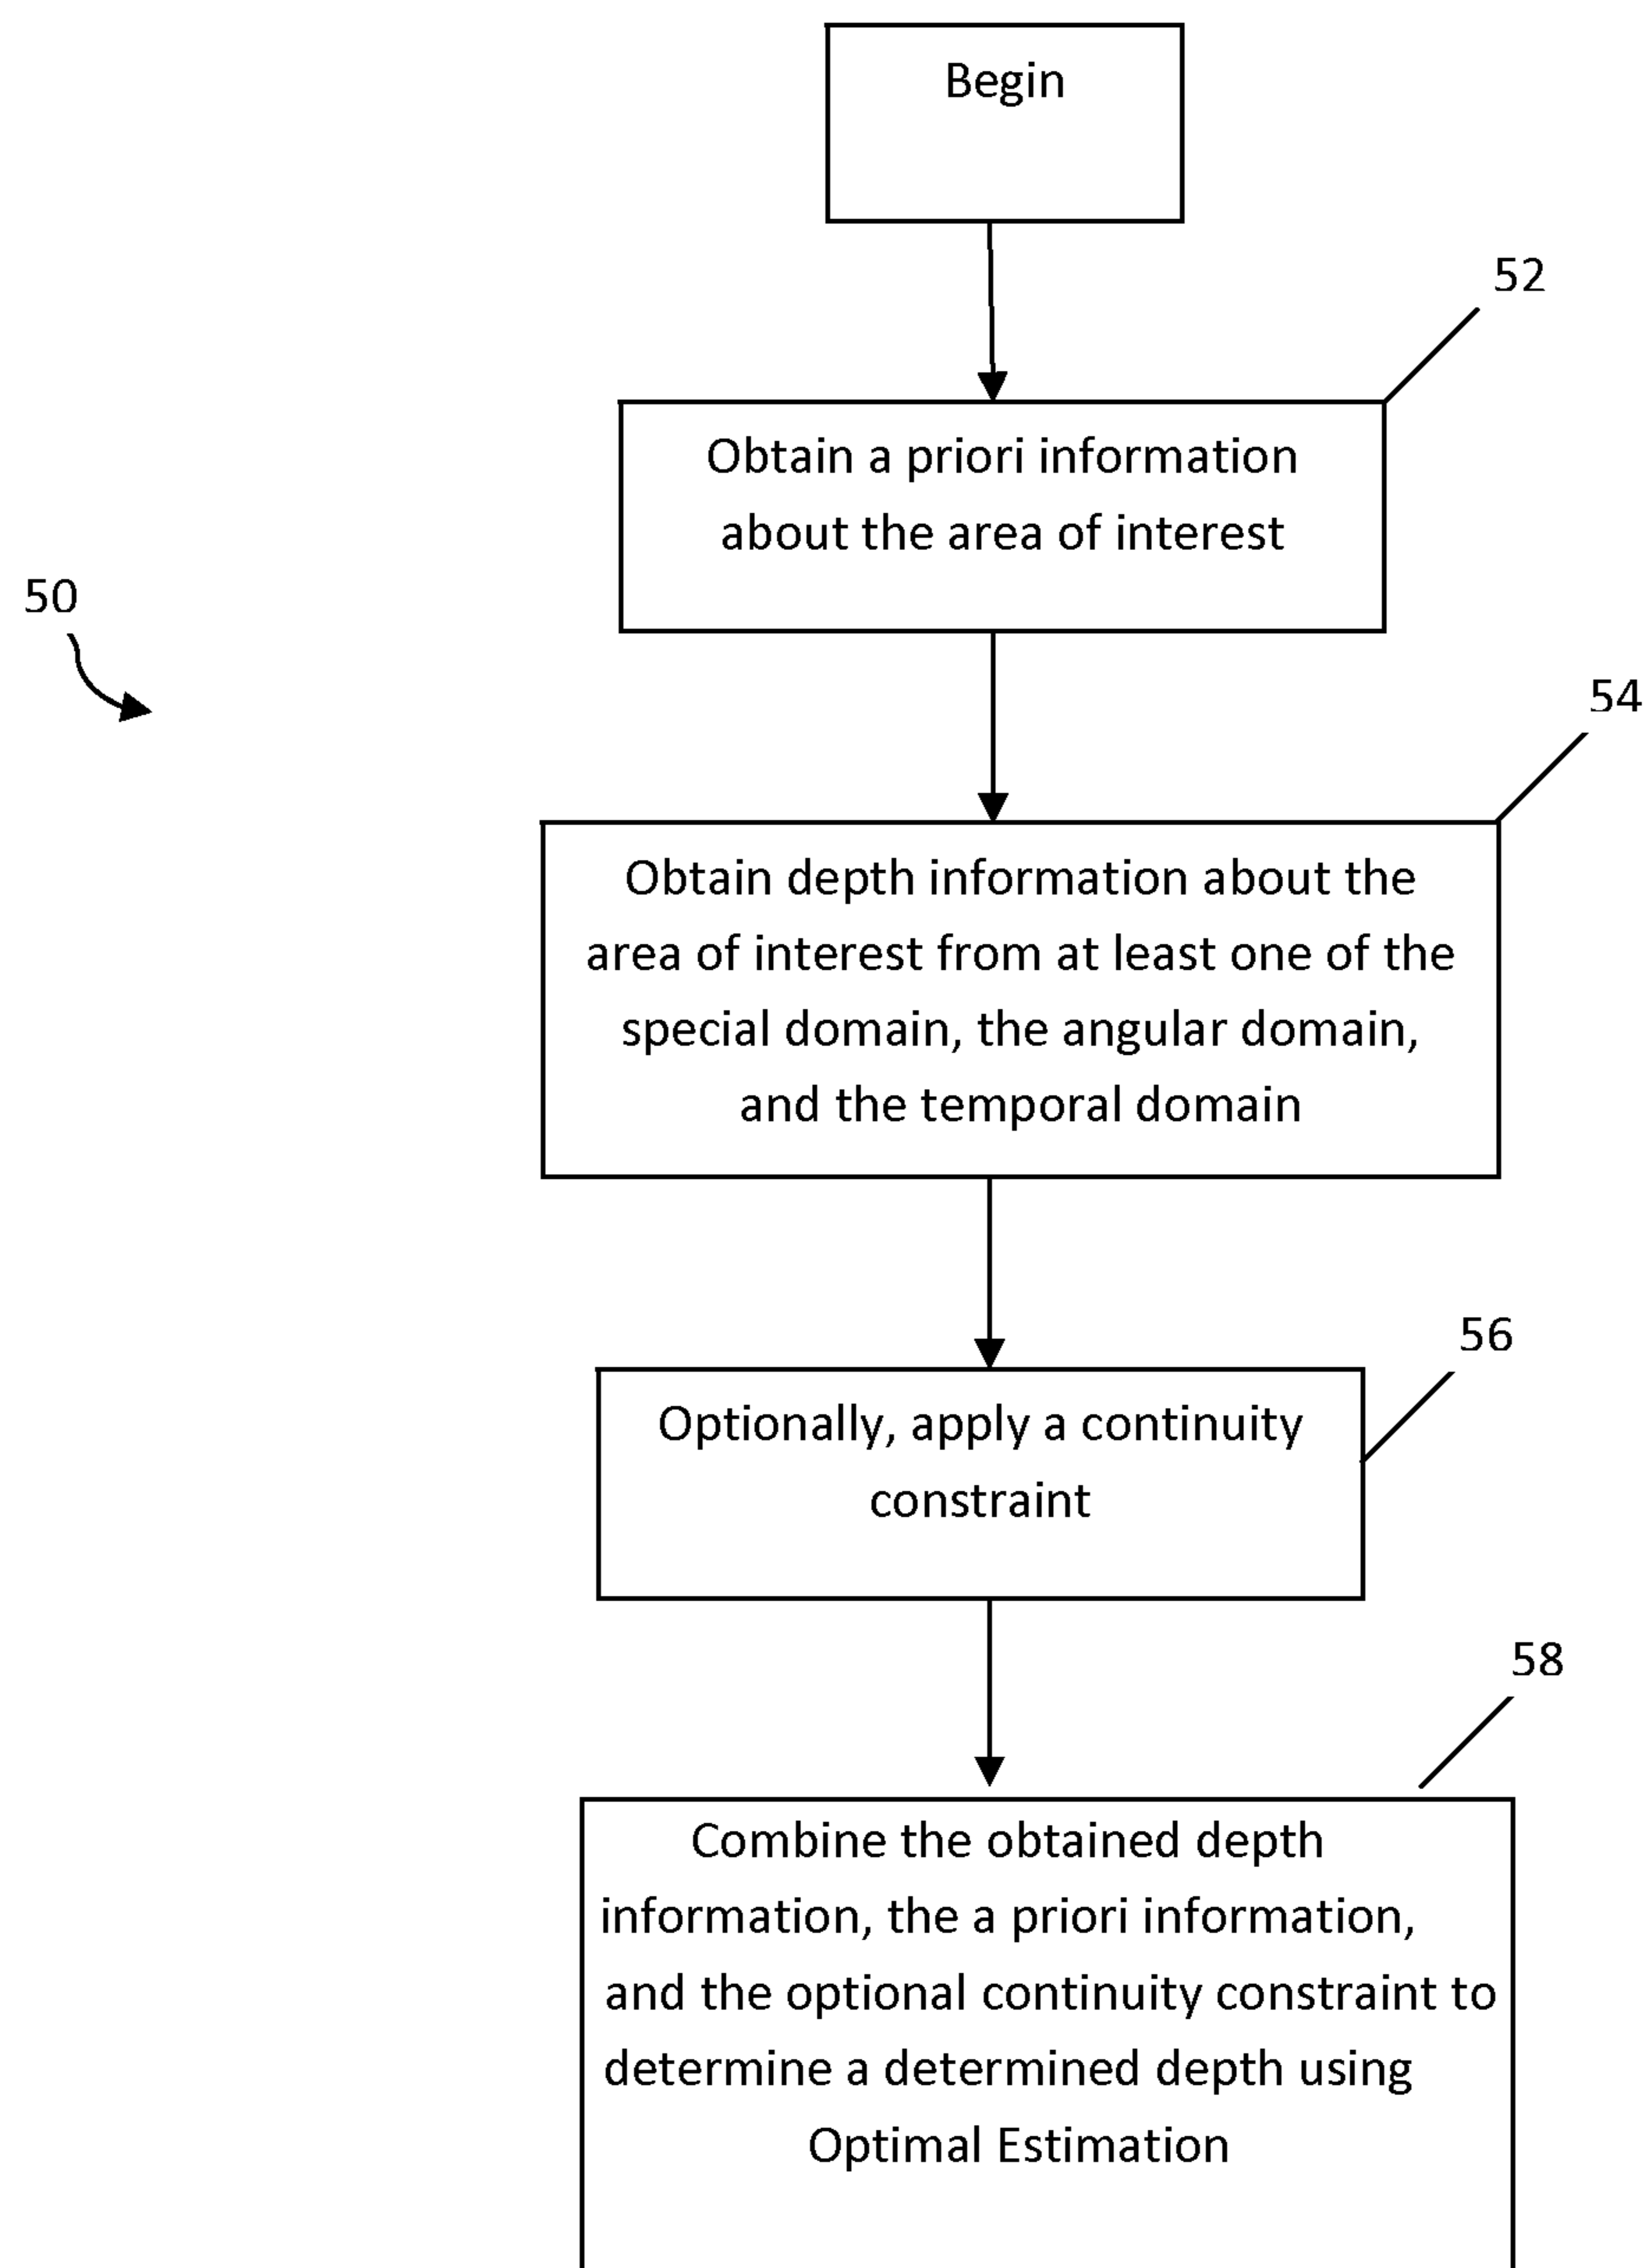 Begin
52
Obtain a priori information
about the area of interest
50
54
Obtain depth information about the
area of interest from at least one of the
special domain, the angular domain,
and the temporal domain
56
Optionally, apply a continuity
constraint
58
Combine the obtained depth
information, the a priori information,
and the optional continuity constraint to
determine a determined depth using
Optimal Estimation